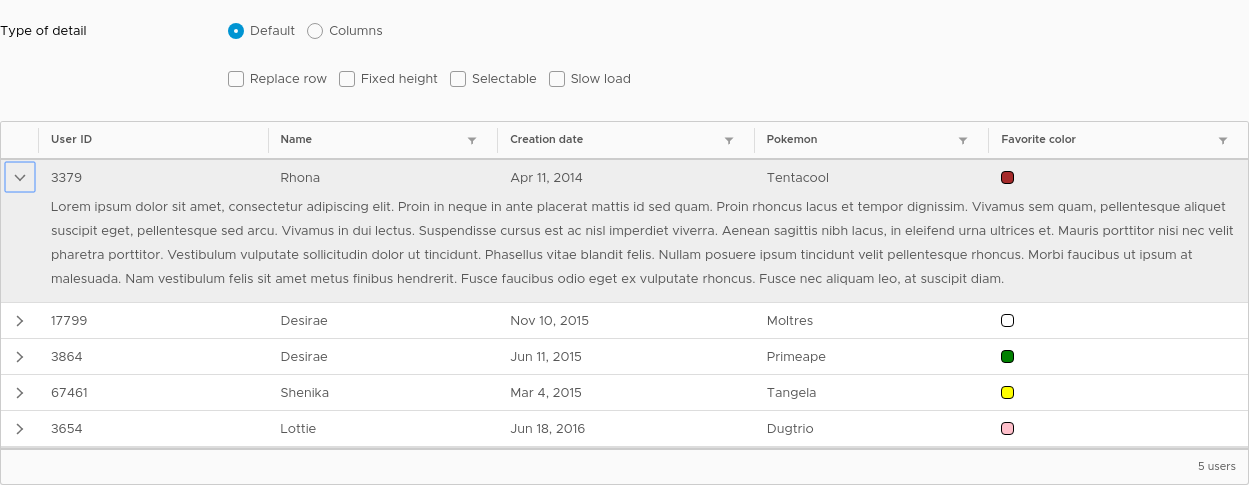 Type of detail Default Columns
Replace row Fixed height Selectable Slow load
User ID Name Creation date Pokemon Favorite color
3379 Rhona Apr 11, 2014 Tentacool
Lorem ipsum dolor sit amet, consectetur adipiscing elit. Proin in neque in ante placerat mattis id sed quam. Proin rhoncus lacus et tempor dignissim. Vivamus sem quam, pellentesque aliquet
suscipit eget, pellentesque sed arcu. Vivamus in dui lectus. Suspendisse cursus est ac nisl imperdiet viverra. Aenean sagittis nibh lacus, in eleifend urna ultrices et. Mauris porttitor nisi nec velit
pharetra porttitor. Vestibulum vulputate sollicitudin dolor ut tincidunt. Phasellus vitae blandit felis. Nullam posuere ipsum tincidunt velit pellentesque rhoncus. Morbi faucibus ut ipsum at
malesuada. Nam vestibulum felis sit amet metus finibus hendrerit. Fusce faucibus odio eget ex vulputate rhoncus. Fusce nec aliquam leo, at suscipit diam.
17799 Desirae Nov 10, 2015 Moltres
3864 Desirae Jun 11, 2015 Primeape
67461 Shenika Mar 4, 2015 Tangela
3654 Lottie Jun 18, 2016 Dugtrio
5 users